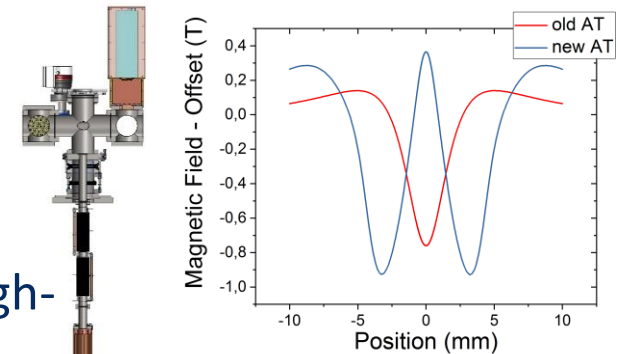 gh-
old AT
new AT
Magnetic Field - Offset (T)
0,4
0,2
0,0
-0,2
-0,4
-0,6
-0,8
-1,0
-10 -5 0 5 10
Position (mm)